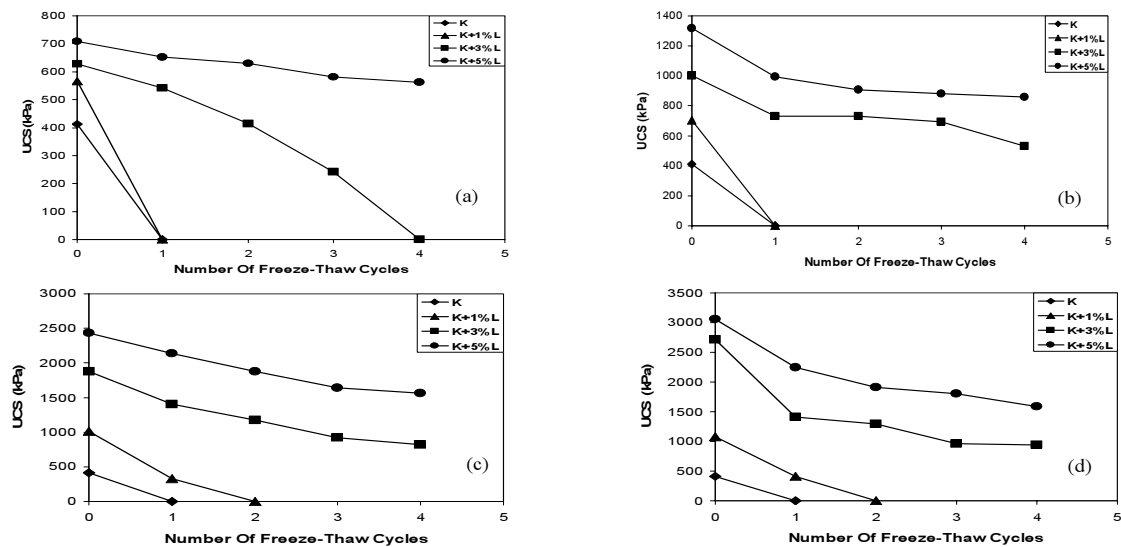 800
700
600
500
400
300
200
100
0
UCS (kPa)
0 1 2 3 4 5
Number Of Freeze-Thaw Cycles
K
K+1%L
K+3%L
K+5%L
(a)
1400
1200
1000
800
600
400
200
0
UCS (kPa)
0 1 2 3 4 5
Number Of Freeze-Thaw Cycles
K
K+1%L
K+3%L
K+5%L
(b)
3000
2500
2000
1500
1000
500
0
UCS (kPa)
0 1 2 3 4 5
Number Of Freeze-Thaw Cycles
K
K+1%L
K+3%L
K+5%L
(c)
3500
3000
2500
2000
1500
1000
500
0
UCS (kPa)
0 1 2 3 4 5
Number Of Freeze-Thaw Cycles
K
K+1%L
K+3%L
K+5%L
(d)